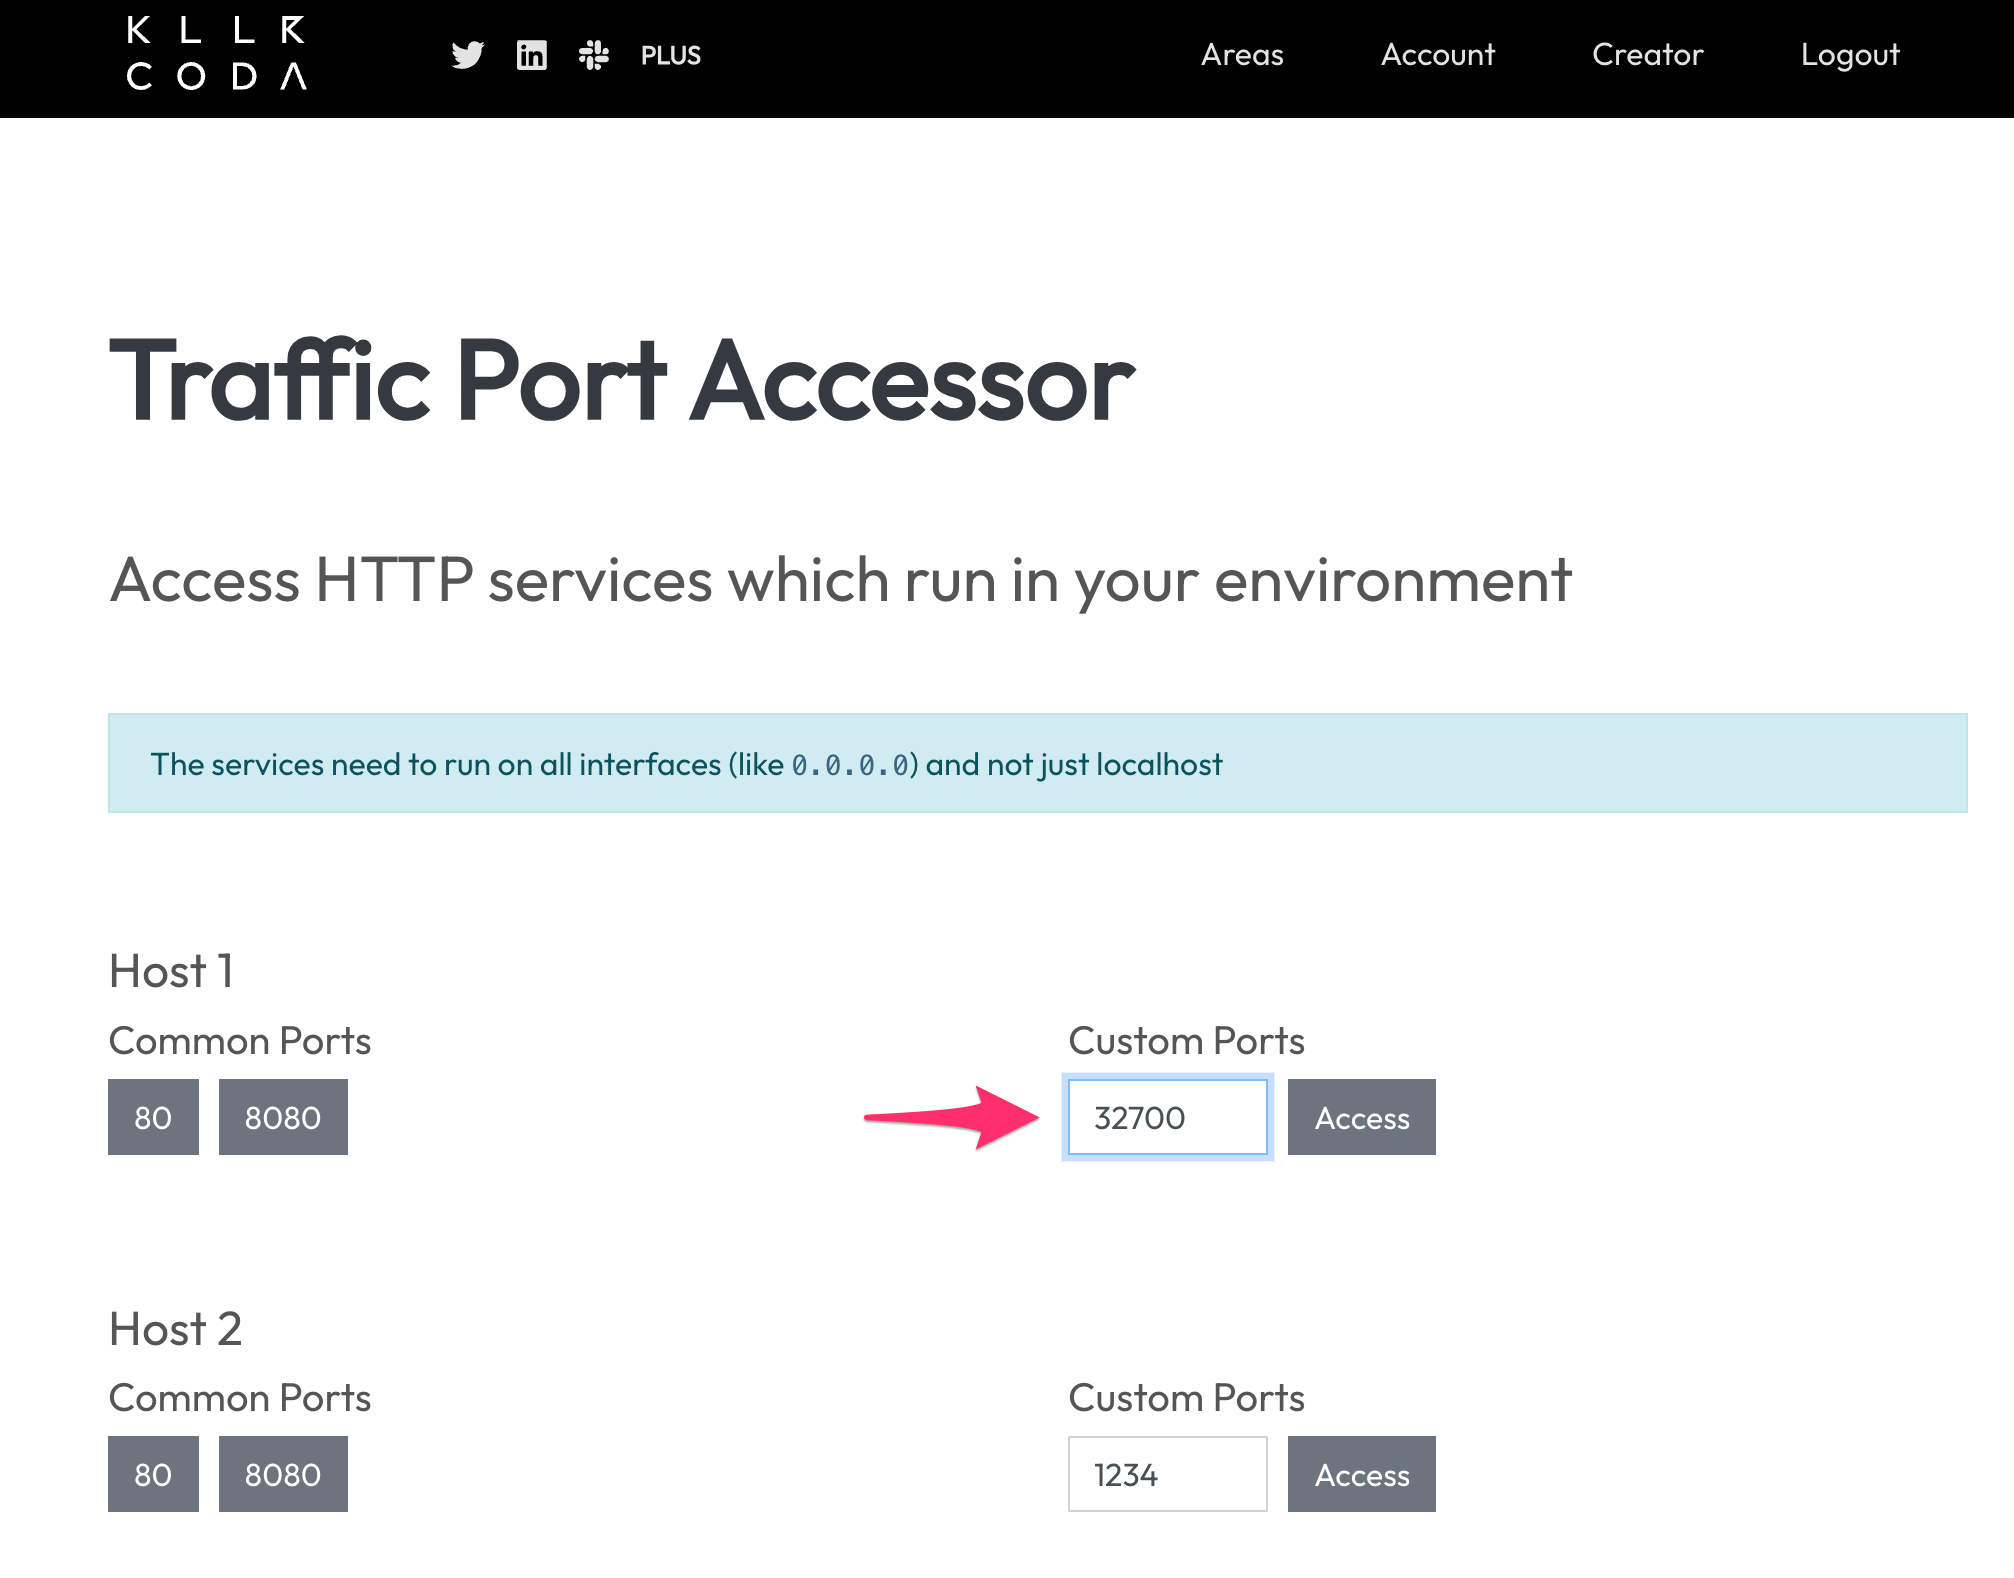 KLLR
CODA
PLUS
Areas
Account
Creator
Logout
Traffic Port Accessor
Access HTTP services which run in your environment
The services need to run on all interfaces (like 0.0.0.0) and not just localhost
Host 1
Common Ports
80
8080
Custom Ports
32700
Access
Host 2
Common Ports
80
8080
Custom Ports
1234
Access